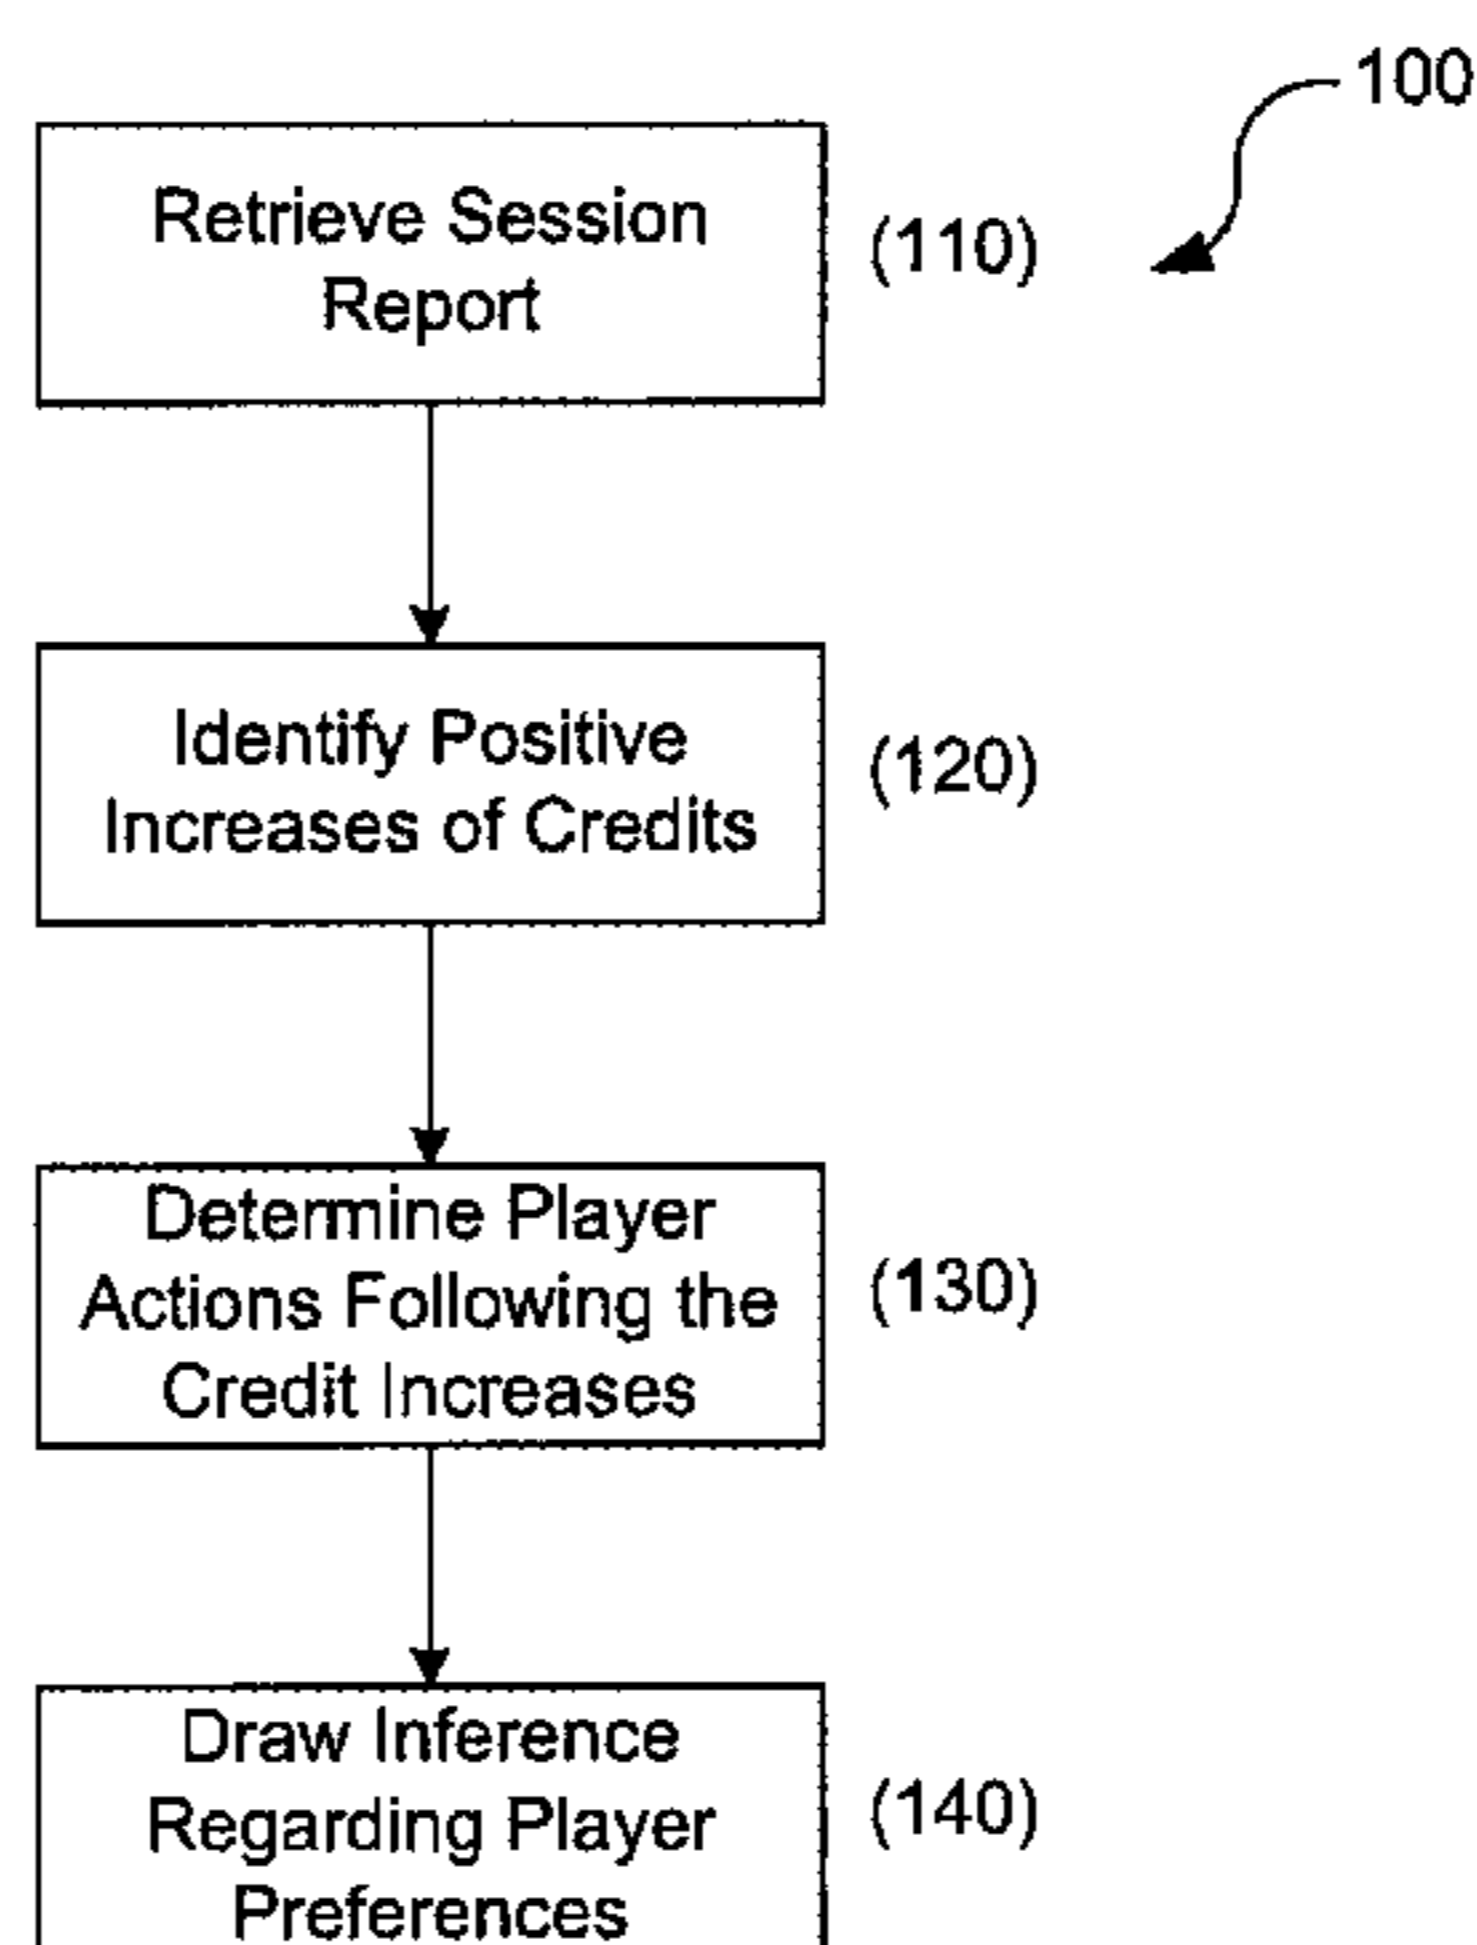 100
Retrieve Session
Report
(110)
Identify Positive
Increases of Credits
(120)
Determine Player
Actions Following the
Credit Increases
(130)
Draw Inference
Regarding Player
Preferences
(140)